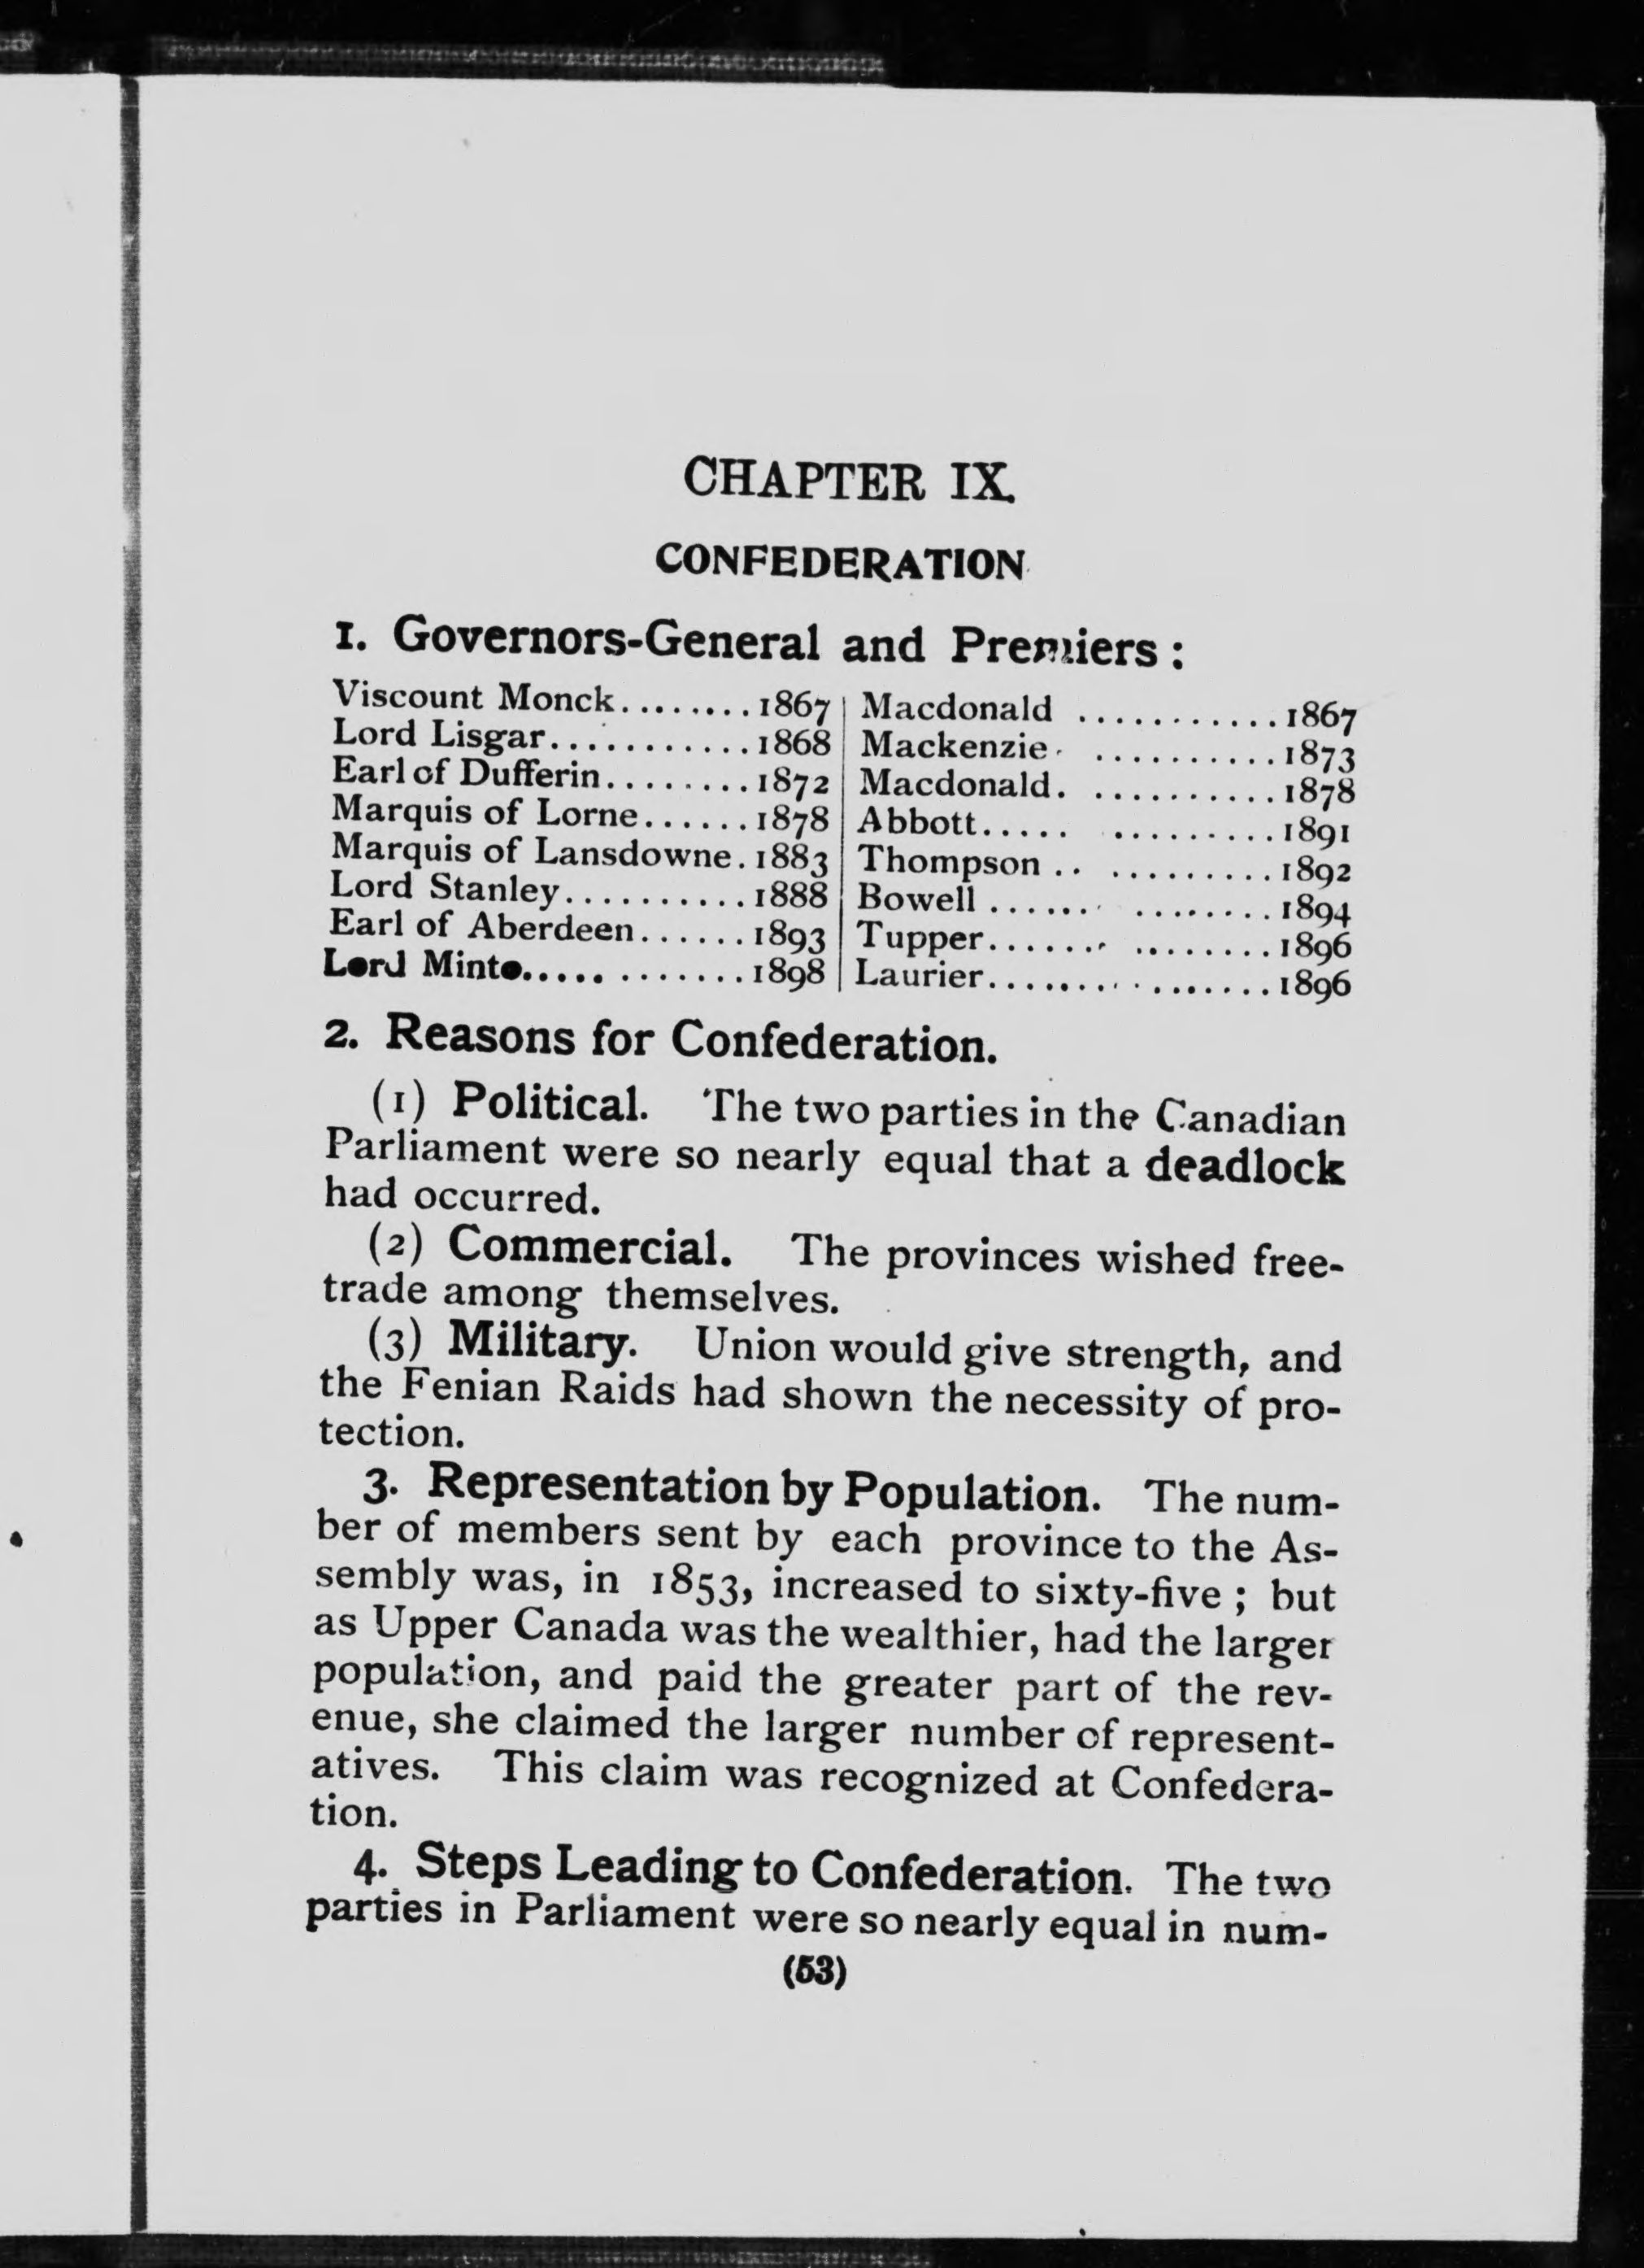 CHAPTER IX.
CONFEDERATION
1. Governors-General and Premiers :
Viscount Monck.........1867 | Macdonald ............1867
Lord Lisgar............1868 | Mackenzie. ..........1873
Earl of Dufferin........1872 | Macdonald. ..........1878
Marquis of Lorne......1878 | Abbott..... ..........1891
Marquis of Lansdowne.1883 | Thompson .. .........1892
Lord Stanley..........1888 | Bowell ...... ........1894
Earl of Aberdeen......1893 | Tupper....... ........1896
Lord Minto..... .......1898 | Laurier........ .......1896
2. Reasons for Confederation.
(1) Political. The two parties in the Canadian
Parliament were so nearly equal that a deadlock
had occurred.
(2) Commercial. The provinces wished free-
trade among themselves.
(3) Military. Union would give strength, and
the Fenian Raids had shown the necessity of pro-
tection.
3. Representation by Population. The num-
ber of members sent by each province to the As-
sembly was, in 1853, increased to sixty-five ; but
as Upper Canada was the wealthier, had the larger
population, and paid the greater part of the rev-
enue, she claimed the larger number of represent-
atives. This claim was recognized at Confedera-
tion.
4. Steps Leading to Confederation. The two
parties in Parliament were so nearly equal in num-
(53)